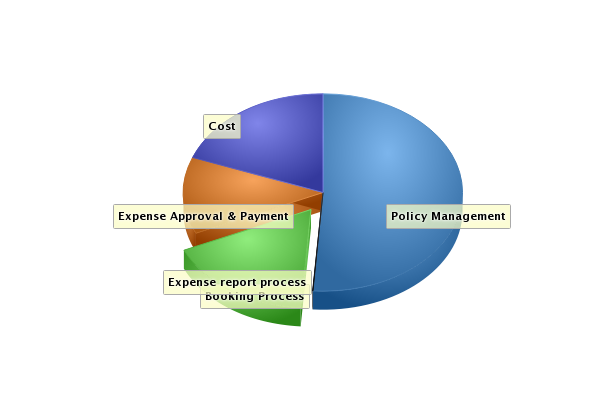 Cost
Expense Approval & Payment
Policy Management
Expense report process
Booking Process